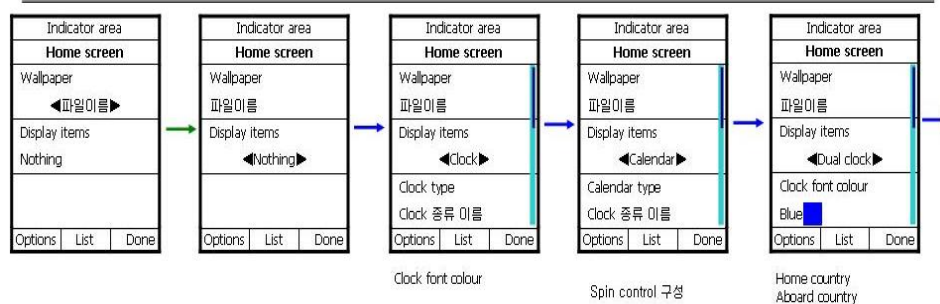 Indicator area
Home screen
Wallpaper
◀파일이름▶
Display items
Nothing
Options List Done
Indicator area
Home screen
Wallpaper
파일이름
Display items
◀Nothing▶
Options List Done
Indicator area
Home screen
Wallpaper
파일이름
Display items
◀Clock▶
Clock type
Clock 종류 이름
Options List Done
Clock font colour
Indicator area
Home screen
Wallpaper
파일이름
Display items
◀Calendar▶
Calendar type
Clock 종류 이름
Options List Done
Spin control 구성
Indicator area
Home screen
Wallpaper
파일이름
Display items
◀Dual clock▶
Clock font colour
Blue
Options List Done
Home country
Aboard country